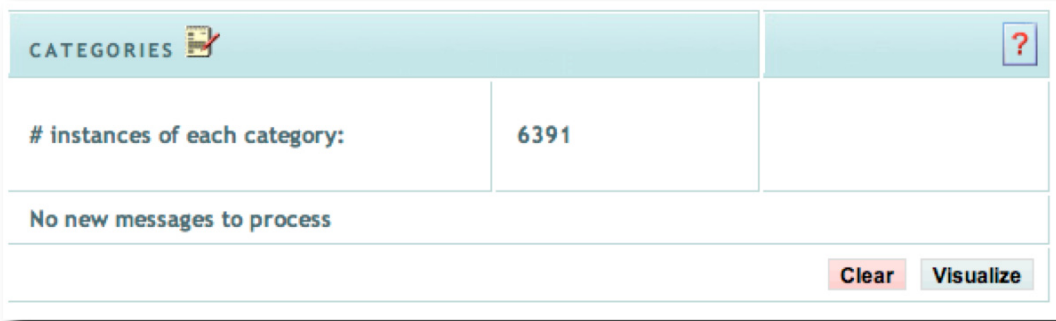 CATEGORIES
?
# instances of each category: 6391
No new messages to process
Clear Visualize